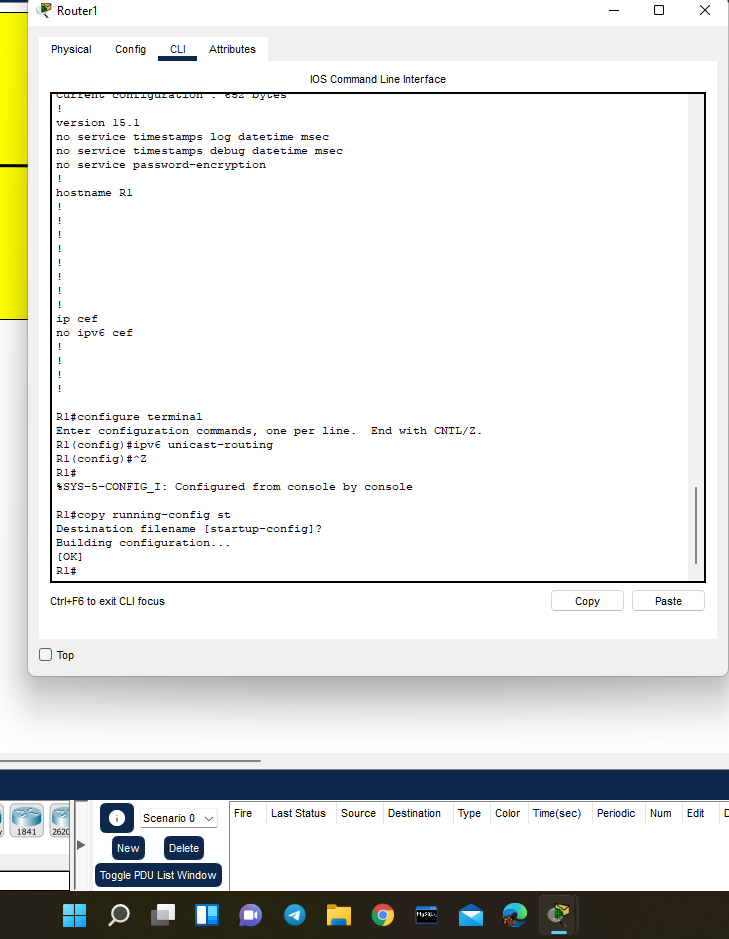 Router1
Physical Config CLI Attributes
IOS Command Line Interface
Current configuration : 652 bytes
!
version 15.1
no service timestamps log datetime msec
no service timestamps debug datetime msec
no service password-encryption
!
hostname R1
!
!
!
!
!
!
!
!
ip cef
no ipv6 cef
!
!
!
!
R1#configure terminal
Enter configuration commands, one per line.  End with CNTL/Z.
R1(config)#ipv6 unicast-routing
R1(config)#^Z
R1#
%SYS-5-CONFIG_I: Configured from console by console
R1#copy running-config st
Destination filename [startup-config]?
Building configuration...
[OK]
R1#
Ctrl+F6 to exit CLI focus
Copy Paste
Top
Scenario 0
Fire Last Status Source Destination Type Color Time(sec) Periodic Num Edit
1841 2620
New Delete
Toggle PDU List Window
MySQL